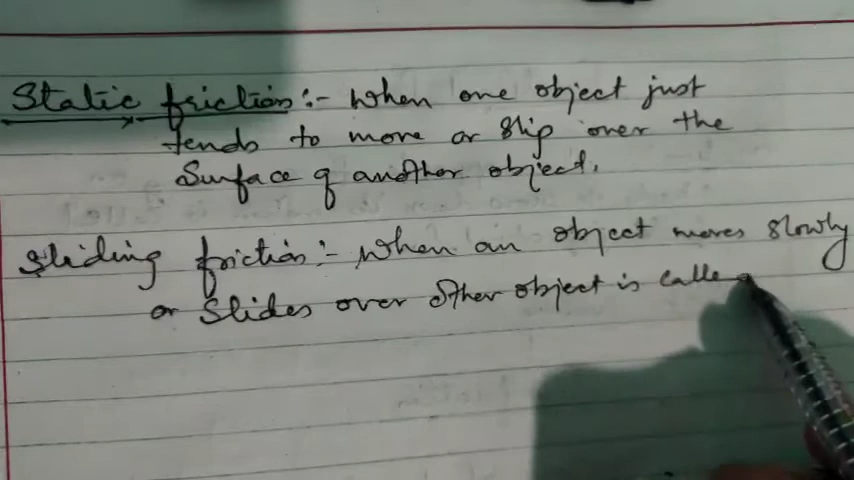 Static friction :- When one object just
tends to move or slip over the
Surface of another object.
Sliding friction :- When an object moves slowly
or slides over other object is calle